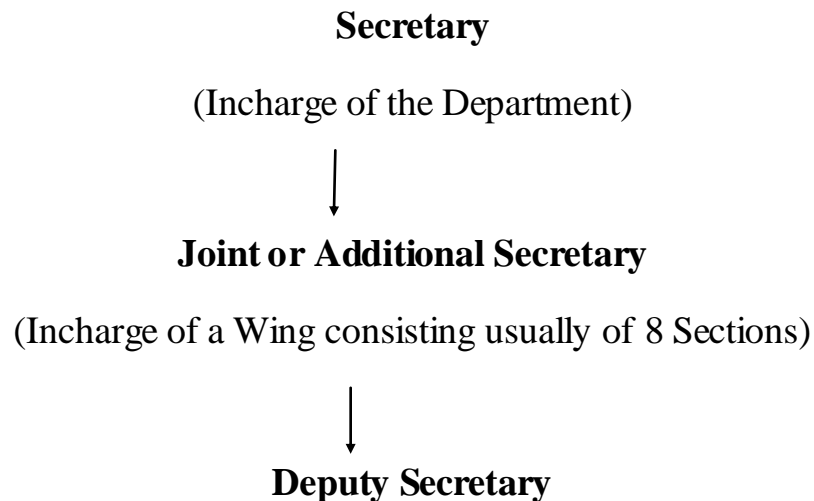 Secretary
(Incharge of the Department)
Joint or Additional Secretary
(Incharge of a Wing consisting usually of 8 Sections)
Deputy Secretary